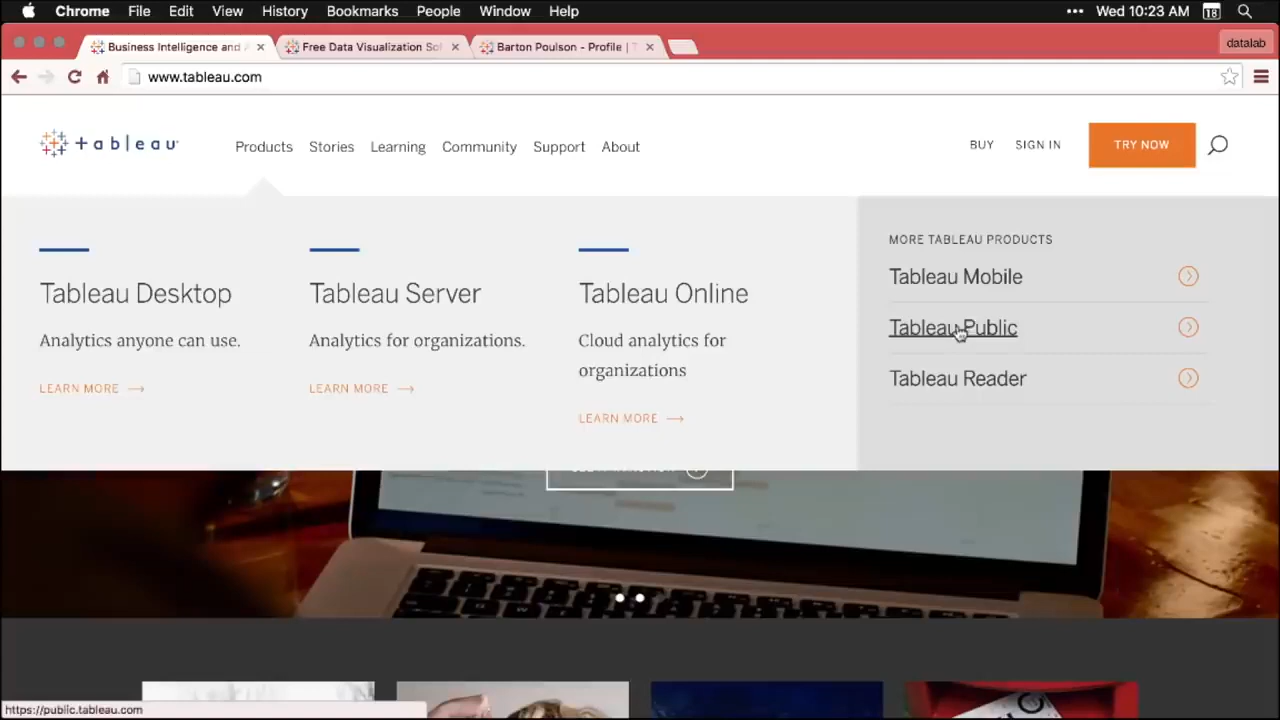 Chrome File Edit View History Bookmarks People Window Help
Wed 10:23 AM 18
Business Intelligence and A
Free Data Visualization Sof
Barton Poulson - Profile | T
datalab
www.tableau.com
tableau
Products Stories Learning Community Support About
BUY SIGN IN TRY NOW
Tableau Desktop
Analytics anyone can use.
LEARN MORE
Tableau Server
Analytics for organizations.
LEARN MORE
Tableau Online
Cloud analytics for
organizations
LEARN MORE
MORE TABLEAU PRODUCTS
Tableau Mobile
Tableau Public
Tableau Reader
https://public.tableau.com